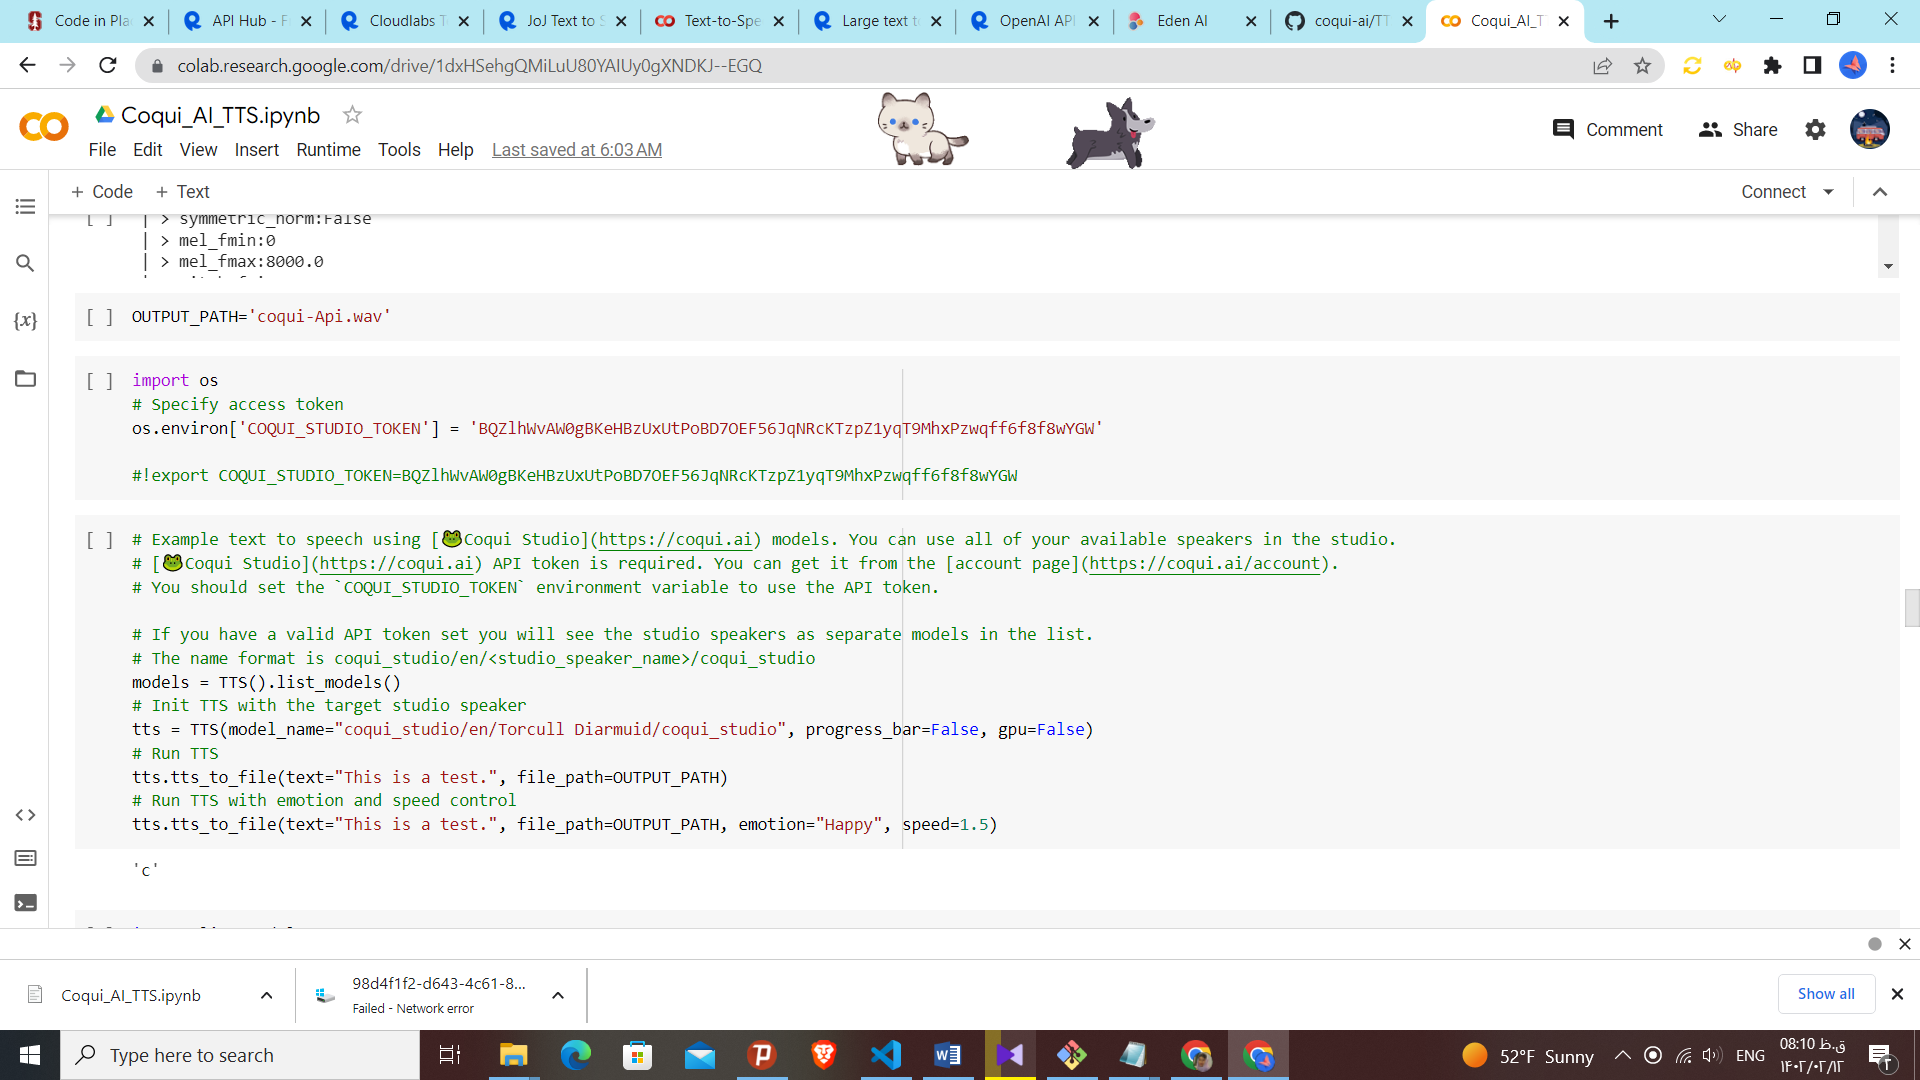 Code in Pla
API Hub - F
Cloudlabs T
JoJ Text to S
Text-to-Spe
Large text to
OpenAI API
Eden AI
coqui-ai/TT
Coqui_AI_T
colab.research.google.com/drive/1dxHSehgQMiLuU80YAIUy0gXNDKJ--EGQ
Coqui_AI_TTS.ipynb
Comment
Share
File Edit View Insert Runtime Tools Help Last saved at 6:03 AM
+ Code + Text
Connect
[ ] | > symmetric_norm:False
| > mel_fmin:0
| > mel_fmax:8000.0
[ ] OUTPUT_PATH='coqui-Api.wav'
[ ] import os
# Specify access token
os.environ['COQUI_STUDIO_TOKEN'] = 'BQZlhWvAW0gBKeHBzUxUtPoBD7OEF56JqNRcKTzpZ1yqT9MhxPzwqff6f8f8wYGW'
#!export COQUI_STUDIO_TOKEN=BQZlhWvAW0gBKeHBzUxUtPoBD7OEF56JqNRcKTzpZ1yqT9MhxPzwqff6f8f8wYGW
[ ] # Example text to speech using [🐸Coqui Studio](https://coqui.ai) models. You can use all of your available speakers in the studio.
# [🐸Coqui Studio](https://coqui.ai) API token is required. You can get it from the [account page](https://coqui.ai/account).
# You should set the `COQUI_STUDIO_TOKEN` environment variable to use the API token.
# If you have a valid API token set you will see the studio speakers as separate models in the list.
# The name format is coqui_studio/en/<studio_speaker_name>/coqui_studio
models = TTS().list_models()
# Init TTS with the target studio speaker
tts = TTS(model_name="coqui_studio/en/Torcull Diarmuid/coqui_studio", progress_bar=False, gpu=False)
# Run TTS
tts.tts_to_file(text="This is a test.", file_path=OUTPUT_PATH)
# Run TTS with emotion and speed control
tts.tts_to_file(text="This is a test.", file_path=OUTPUT_PATH, emotion="Happy", speed=1.5)
'c'
Coqui_AI_TTS.ipynb
98d4f1f2-d643-4c61-8...
Failed - Network error
Show all
Type here to search
52°F Sunny
ENG
08:10 ق.ظ
۱۴۰۲/۰۲/۱۲
۲